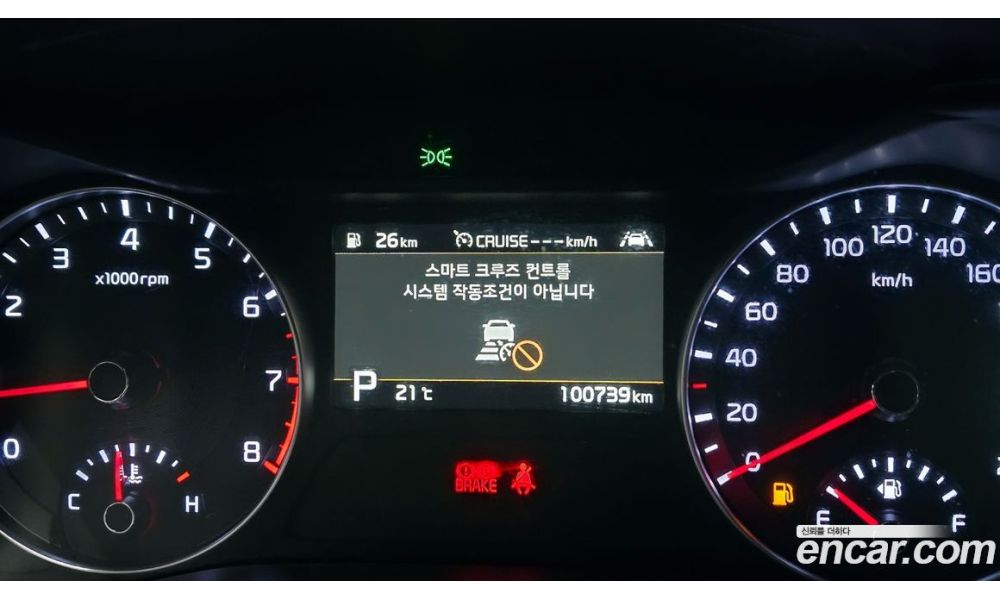 26km CRUISE---km/h
스마트 크루즈 컨트롤
시스템 작동조건이 아닙니다
P 21℃ 100739km
0 2 3 4 5 6 7 8
x1000rpm
C H
BRAKE
0 20 40 60 80 100 120 140 160
km/h
E F
신뢰를 더하다
encar.com